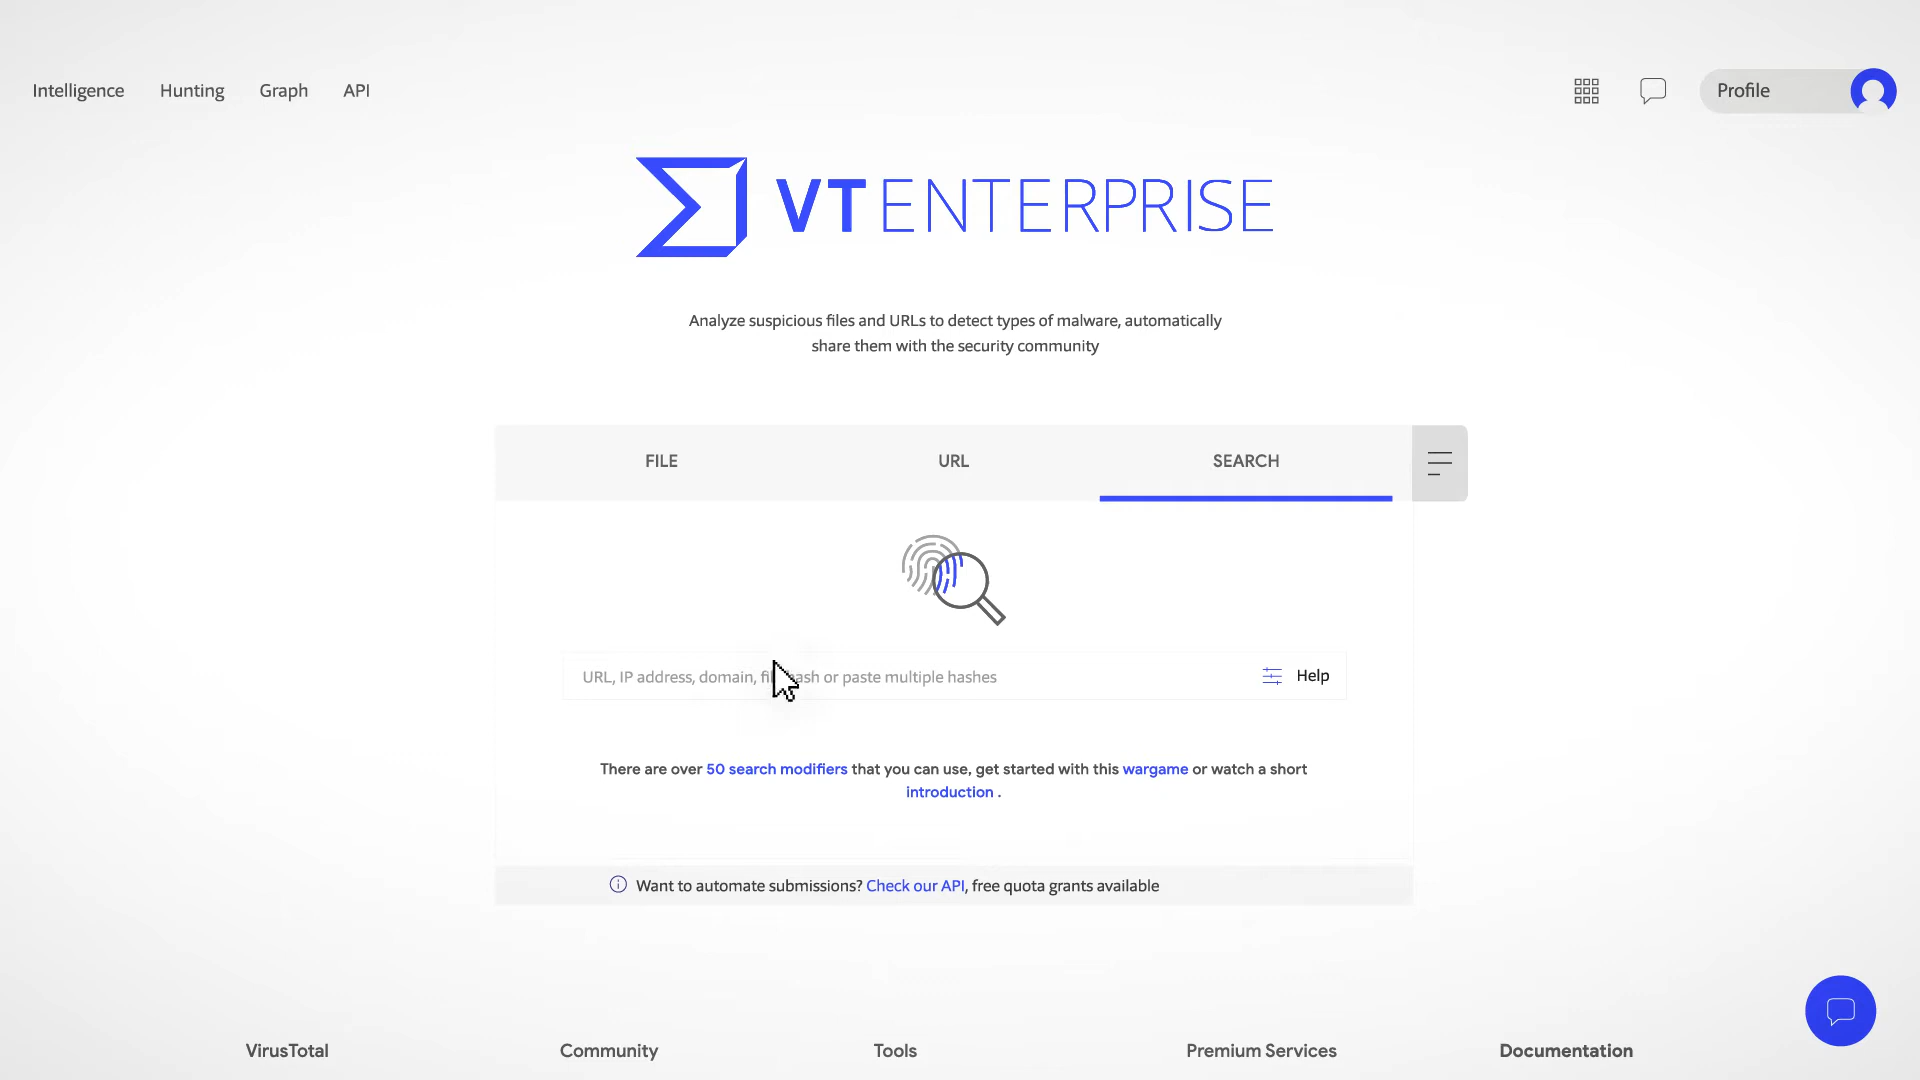 Intelligence Hunting Graph API Profile
VT ENTERPRISE
Analyze suspicious files and URLs to detect types of malware, automatically
share them with the security community
FILE URL SEARCH
URL, IP address, domain, file hash or paste multiple hashes Help
There are over 50 search modifiers that you can use, get started with this wargame or watch a short
introduction .
Want to automate submissions? Check our API, free quota grants available
VirusTotal Community Tools Premium Services Documentation